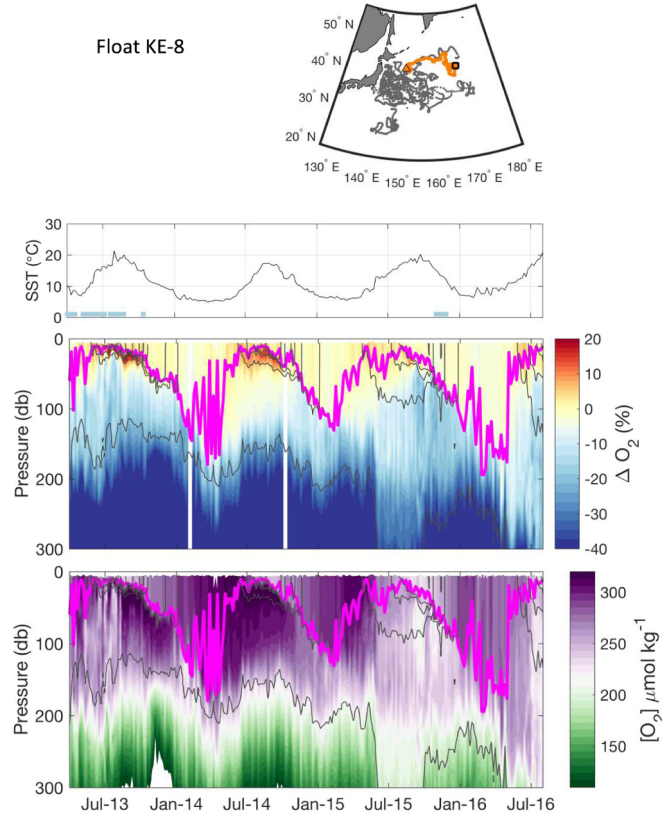 Float KE-8
50° N
40° N
30° N
20° N
130° E
140° E
150° E
160° E
170° E
180° E
SST (°C)
30
20
10
0
Pressure (db)
0
100
200
300
20
10
0
-10
-20
-30
-40
Δ O2 (%)
Pressure (db)
0
100
200
300
300
250
200
150
[O2] μmol kg-1
Jul-13 Jan-14 Jul-14 Jan-15 Jul-15 Jan-16 Jul-16